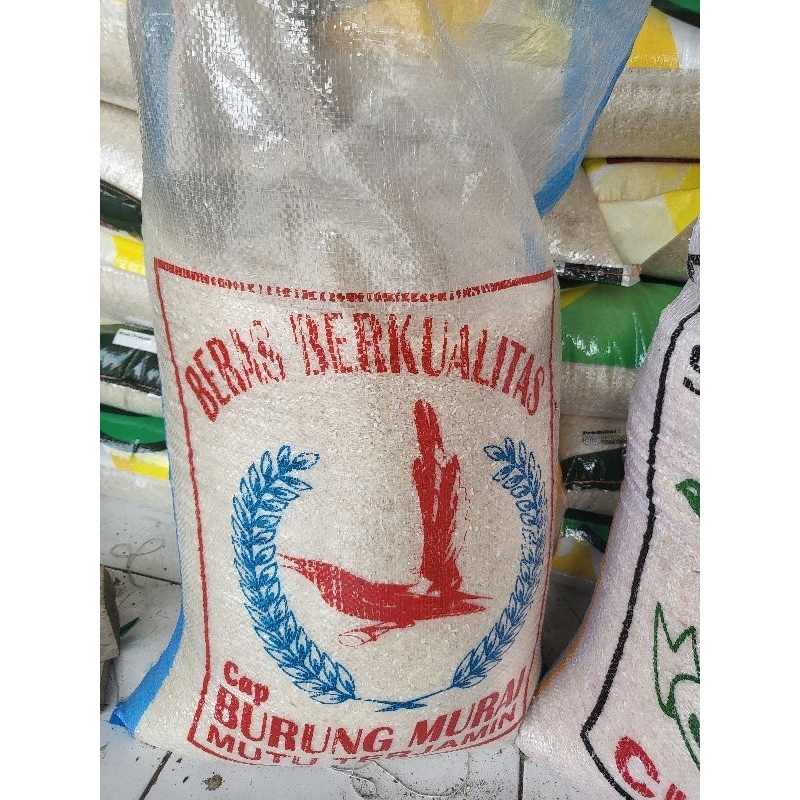 BERAS BERKUALITAS
Cap
BURUNG MURAI
MUTU TERJAMIN